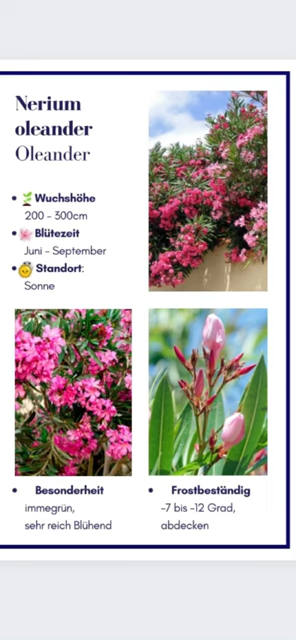 Nerium
oleander
Oleander
• Wuchshöhe
200 - 300cm
• Blütezeit
Juni - September
• Standort:
Sonne
• Besonderheit
immegrün,
sehr reich Blühend
• Frostbeständig
-7 bis -12 Grad,
abdecken